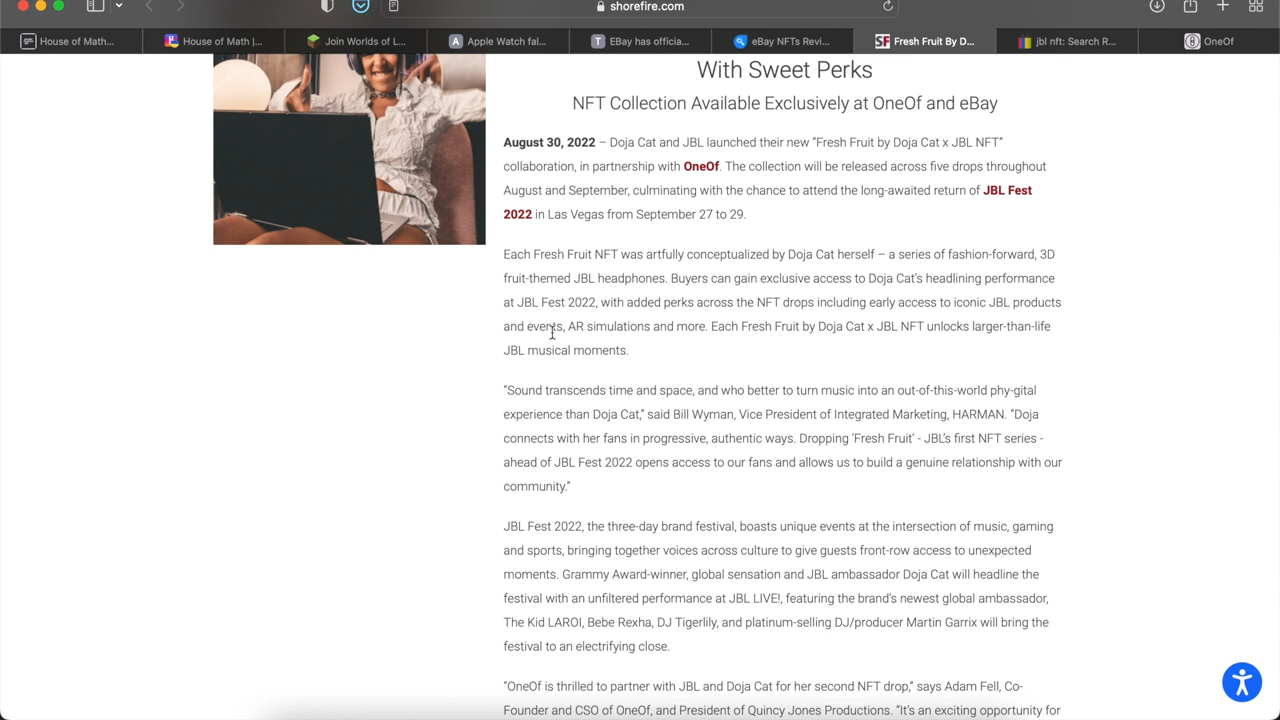 shorefire.com
House of Math...
House of Math |...
Join Worlds of L...
Apple Watch fal...
EBay has officia...
eBay NFTs Revi...
Fresh Fruit By D...
jbl nft: Search R...
OneOf
With Sweet Perks
NFT Collection Available Exclusively at OneOf and eBay
August 30, 2022 – Doja Cat and JBL launched their new “Fresh Fruit by Doja Cat x JBL NFT”
collaboration, in partnership with OneOf. The collection will be released across five drops throughout
August and September, culminating with the chance to attend the long-awaited return of JBL Fest
2022 in Las Vegas from September 27 to 29.
Each Fresh Fruit NFT was artfully conceptualized by Doja Cat herself – a series of fashion-forward, 3D
fruit-themed JBL headphones. Buyers can gain exclusive access to Doja Cat’s headlining performance
at JBL Fest 2022, with added perks across the NFT drops including early access to iconic JBL products
and events, AR simulations and more. Each Fresh Fruit by Doja Cat x JBL NFT unlocks larger-than-life
JBL musical moments.
“Sound transcends time and space, and who better to turn music into an out-of-this-world phy-gital
experience than Doja Cat,” said Bill Wyman, Vice President of Integrated Marketing, HARMAN. “Doja
connects with her fans in progressive, authentic ways. Dropping ‘Fresh Fruit’ - JBL’s first NFT series -
ahead of JBL Fest 2022 opens access to our fans and allows us to build a genuine relationship with our
community.”
JBL Fest 2022, the three-day brand festival, boasts unique events at the intersection of music, gaming
and sports, bringing together voices across culture to give guests front-row access to unexpected
moments. Grammy Award-winner, global sensation and JBL ambassador Doja Cat will headline the
festival with an unfiltered performance at JBL LIVE!, featuring the brand’s newest global ambassador,
The Kid LAROI, Bebe Rexha, DJ Tigerlily, and platinum-selling DJ/producer Martin Garrix will bring the
festival to an electrifying close.
“OneOf is thrilled to partner with JBL and Doja Cat for her second NFT drop,” says Adam Fell, Co-
Founder and CSO of OneOf, and President of Quincy Jones Productions. “It’s an exciting opportunity for